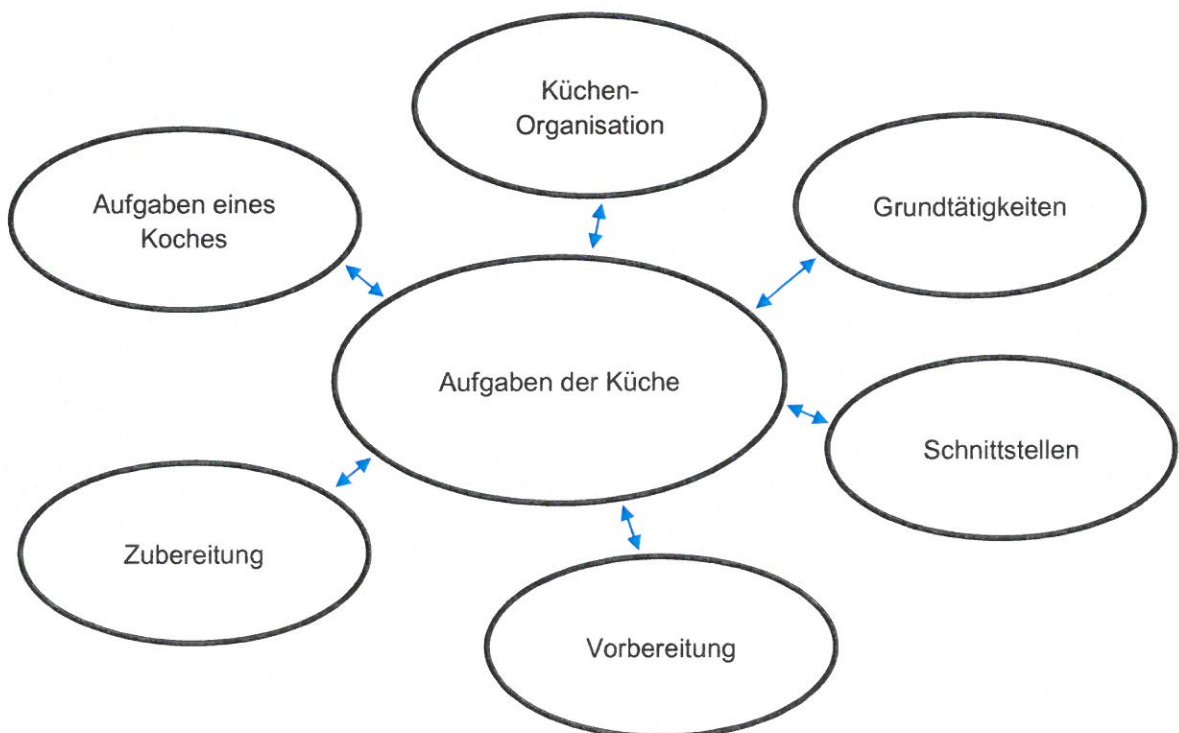 Küchen-
Organisation
Aufgaben eines
Koches
Grundtätigkeiten
Aufgaben der Küche
Schnittstellen
Zubereitung
Vorbereitung